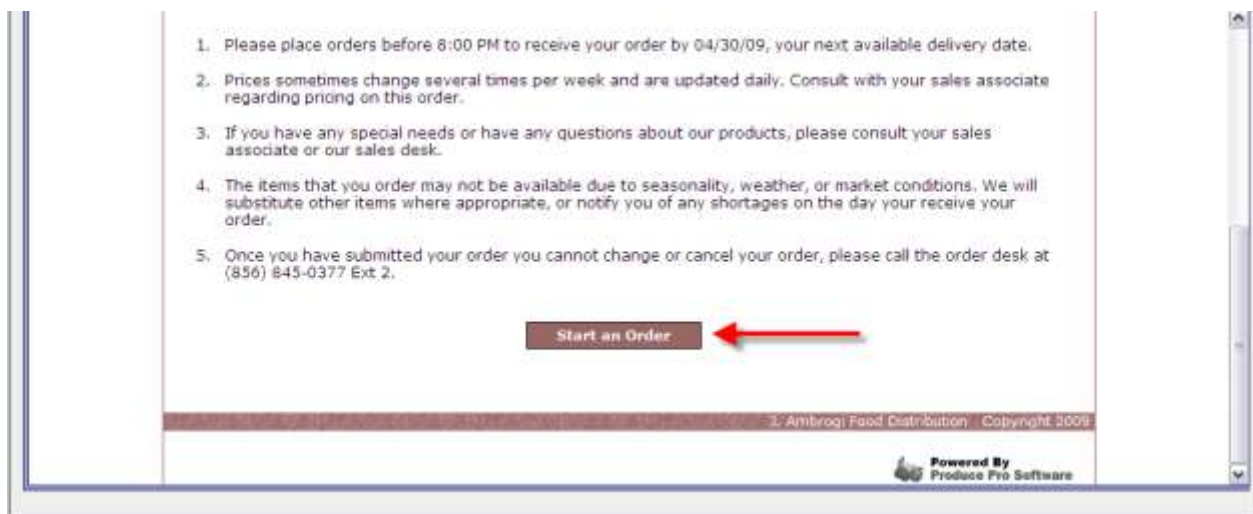 1. Please place orders before 8:00 PM to receive your order by 04/30/09, your next available delivery date.
2. Prices sometimes change several times per week and are updated daily. Consult with your sales associate
regarding pricing on this order.
3. If you have any special needs or have any questions about our products, please consult your sales
associate or our sales desk.
4. The items that you order may not be available due to seasonality, weather, or market conditions. We will
substitute other items where appropriate, or notify you of any shortages on the day your receive your
order.
5. Once you have submitted your order you cannot change or cancel your order, please call the order desk at
(856) 845-0377 Ext 2.
Start an Order
J. Ambrogi Food Distribution Copyright 2009
Powered By
Produce Pro Software